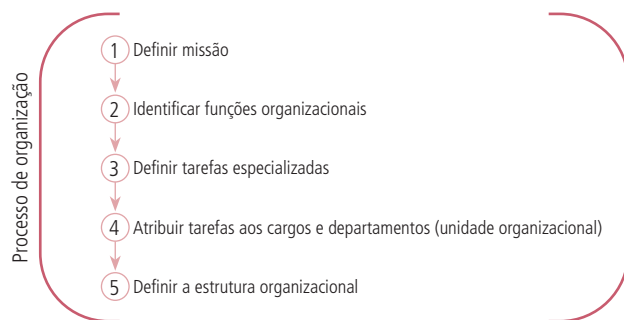 Processo de organização
1 Definir missão
2 Identificar funções organizacionais
3 Definir tarefas especializadas
4 Atribuir tarefas aos cargos e departamentos (unidade organizacional)
5 Definir a estrutura organizacional